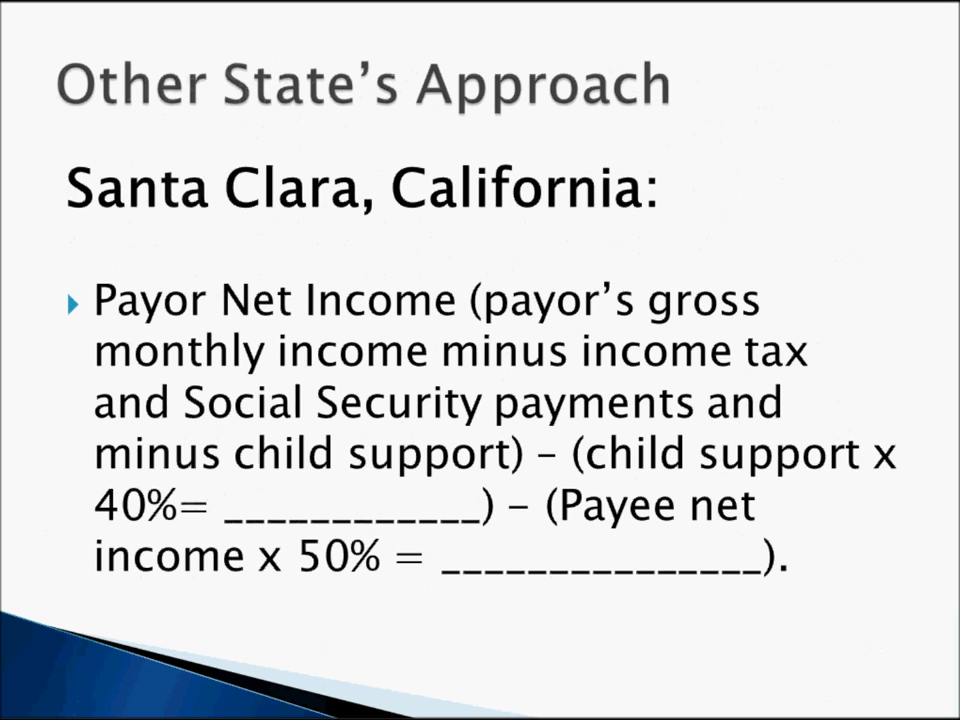 Other State’s Approach
Santa Clara, California:
Payor Net Income (payor’s gross
monthly income minus income tax
and Social Security payments and
minus child support) – (child support x
40%= ____________) – (Payee net
income x 50% = _______________).